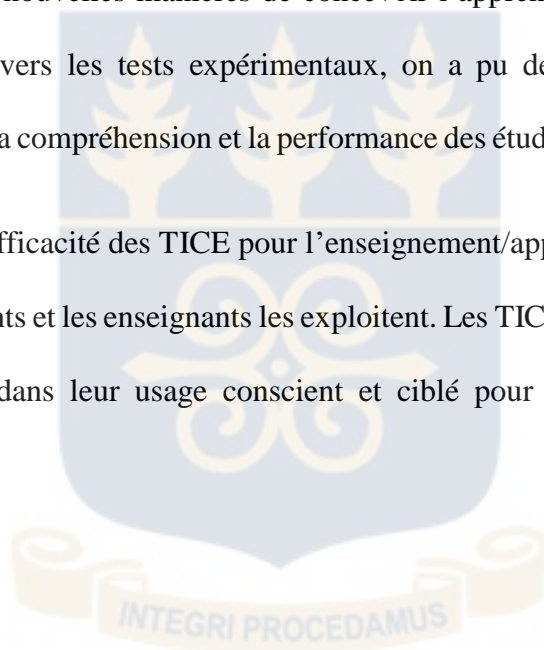 nouvelles manières de concevoir l'appren
vers les tests expérimentaux, on a pu de
a compréhension et la performance des étud
fficacité des TICE pour l'enseignement/app
nts et les enseignants les exploitent. Les TIC
dans leur usage conscient et ciblé pour
INTEGRI PROCEDAMUS